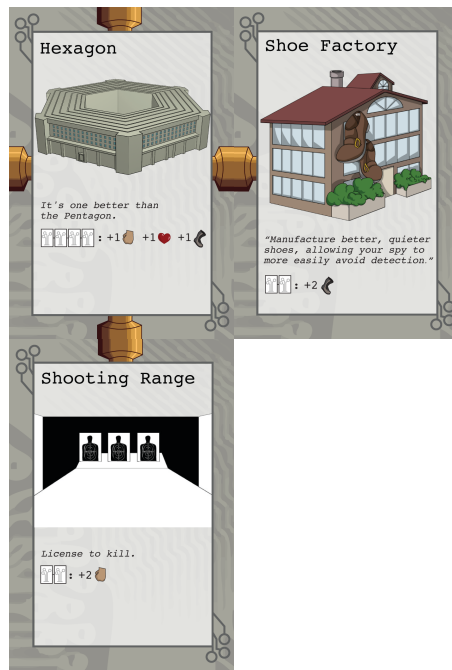 Hexagon
It's one better than
the Pentagon.
: +1 +1 +1
Shoe Factory
"Manufacture better, quieter
shoes, allowing your spy to
more easily avoid detection."
: +2
Shooting Range
License to kill.
: +2